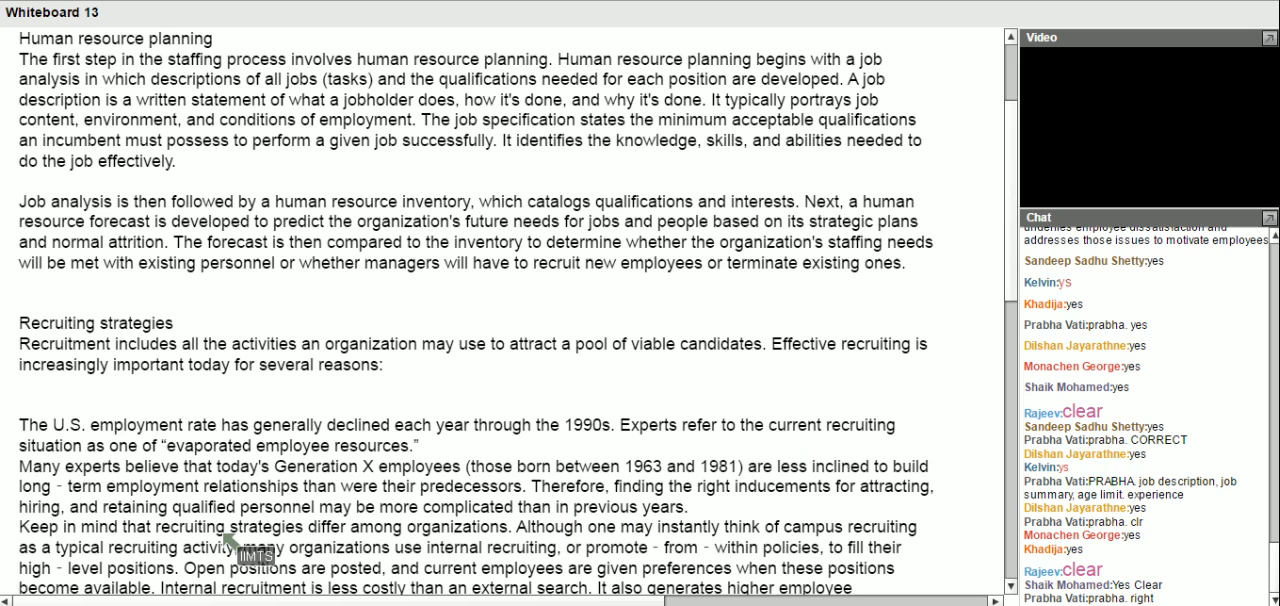 Whiteboard 13
Human resource planning
The first step in the staffing process involves human resource planning. Human resource planning begins with a job
analysis in which descriptions of all jobs (tasks) and the qualifications needed for each position are developed. A job
description is a written statement of what a jobholder does, how it's done, and why it's done. It typically portrays job
content, environment, and conditions of employment. The job specification states the minimum acceptable qualifications
an incumbent must possess to perform a given job successfully. It identifies the knowledge, skills, and abilities needed to
do the job effectively.
Job analysis is then followed by a human resource inventory, which catalogs qualifications and interests. Next, a human
resource forecast is developed to predict the organization's future needs for jobs and people based on its strategic plans
and normal attrition. The forecast is then compared to the inventory to determine whether the organization's staffing needs
will be met with existing personnel or whether managers will have to recruit new employees or terminate existing ones.
Recruiting strategies
Recruitment includes all the activities an organization may use to attract a pool of viable candidates. Effective recruiting is
increasingly important today for several reasons:
The U.S. employment rate has generally declined each year through the 1990s. Experts refer to the current recruiting
situation as one of “evaporated employee resources.”
Many experts believe that today's Generation X employees (those born between 1963 and 1981) are less inclined to build
long - term employment relationships than were their predecessors. Therefore, finding the right inducements for attracting,
hiring, and retaining qualified personnel may be more complicated than in previous years.
Keep in mind that recruiting strategies differ among organizations. Although one may instantly think of campus recruiting
as a typical recruiting activity, many organizations use internal recruiting, or promote - from - within policies, to fill their
IIMTS
high - level positions. Open positions are posted, and current employees are given preferences when these positions
become available. Internal recruitment is less costly than an external search. It also generates higher employee
Video
Chat
underlies employee dissatisfaction and
addresses those issues to motivate employees
Sandeep Sadhu Shetty:yes
Kelvin:ys
Khadija:yes
Prabha Vati:prabha. yes
Dilshan Jayarathne:yes
Monachen George:yes
Shaik Mohamed:yes
Rajeev:clear
Sandeep Sadhu Shetty:yes
Prabha Vati:prabha. CORRECT
Dilshan Jayarathne:yes
Kelvin:ys
Prabha Vati:PRABHA. job description, job
summary, age limit. experience
Dilshan Jayarathne:yes
Prabha Vati:prabha. clr
Monachen George:yes
Khadija:yes
Rajeev:clear
Shaik Mohamed:Yes Clear
Prabha Vati:prabha. right